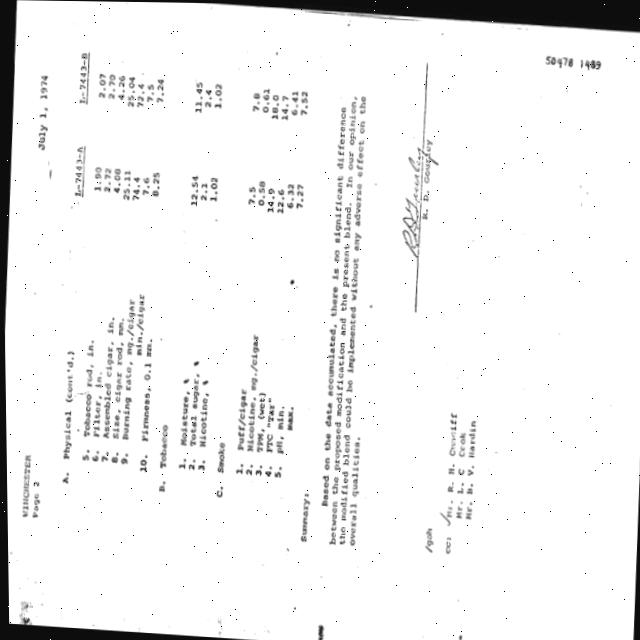 WINCHESTER
Page 2
July 1, 1974
L-7443-A L-7443-B
A. Physical (cont'd.)
5. Tobacco rod, in. 1.90 2.07
6. Filter, in. 2.72 2.70
7. Assembled cigar, in. 4.08 4.26
8. Size, cigar rod, mm. 25.11 25.04
9. Burning rate, mg./cigar 74.4 72.4
min./cigar 7.6 7.5
10. Firmness, 0.1 mm. 8.25 7.24
B. Tobacco
1. Moisture, % 12.54 11.45
2. Total sugar, % 2.1 2.4
3. Nicotine, % 1.02 1.02
C. Smoke
1. Puff/cigar 7.5 7.8
2. Nicotine, mg./cigar 0.58 0.61
3. TPM, (wet) 14.9 18.0
4. FTC "Tar" 12.6 14.7
5. pH, min. 6.32 6.41
max. 7.27 7.52
Summary:
Based on the data accumulated, there is no significant difference
between the proposed modification and the present blend. In our opinion,
the modified blend could be implemented without any adverse effect on the
overall qualities.
R. D. Gourley
/goh
cc: Mr. R. H. Cundiff
Mr. L. C Crok
Mr. B. V. Hardin
50478 1489